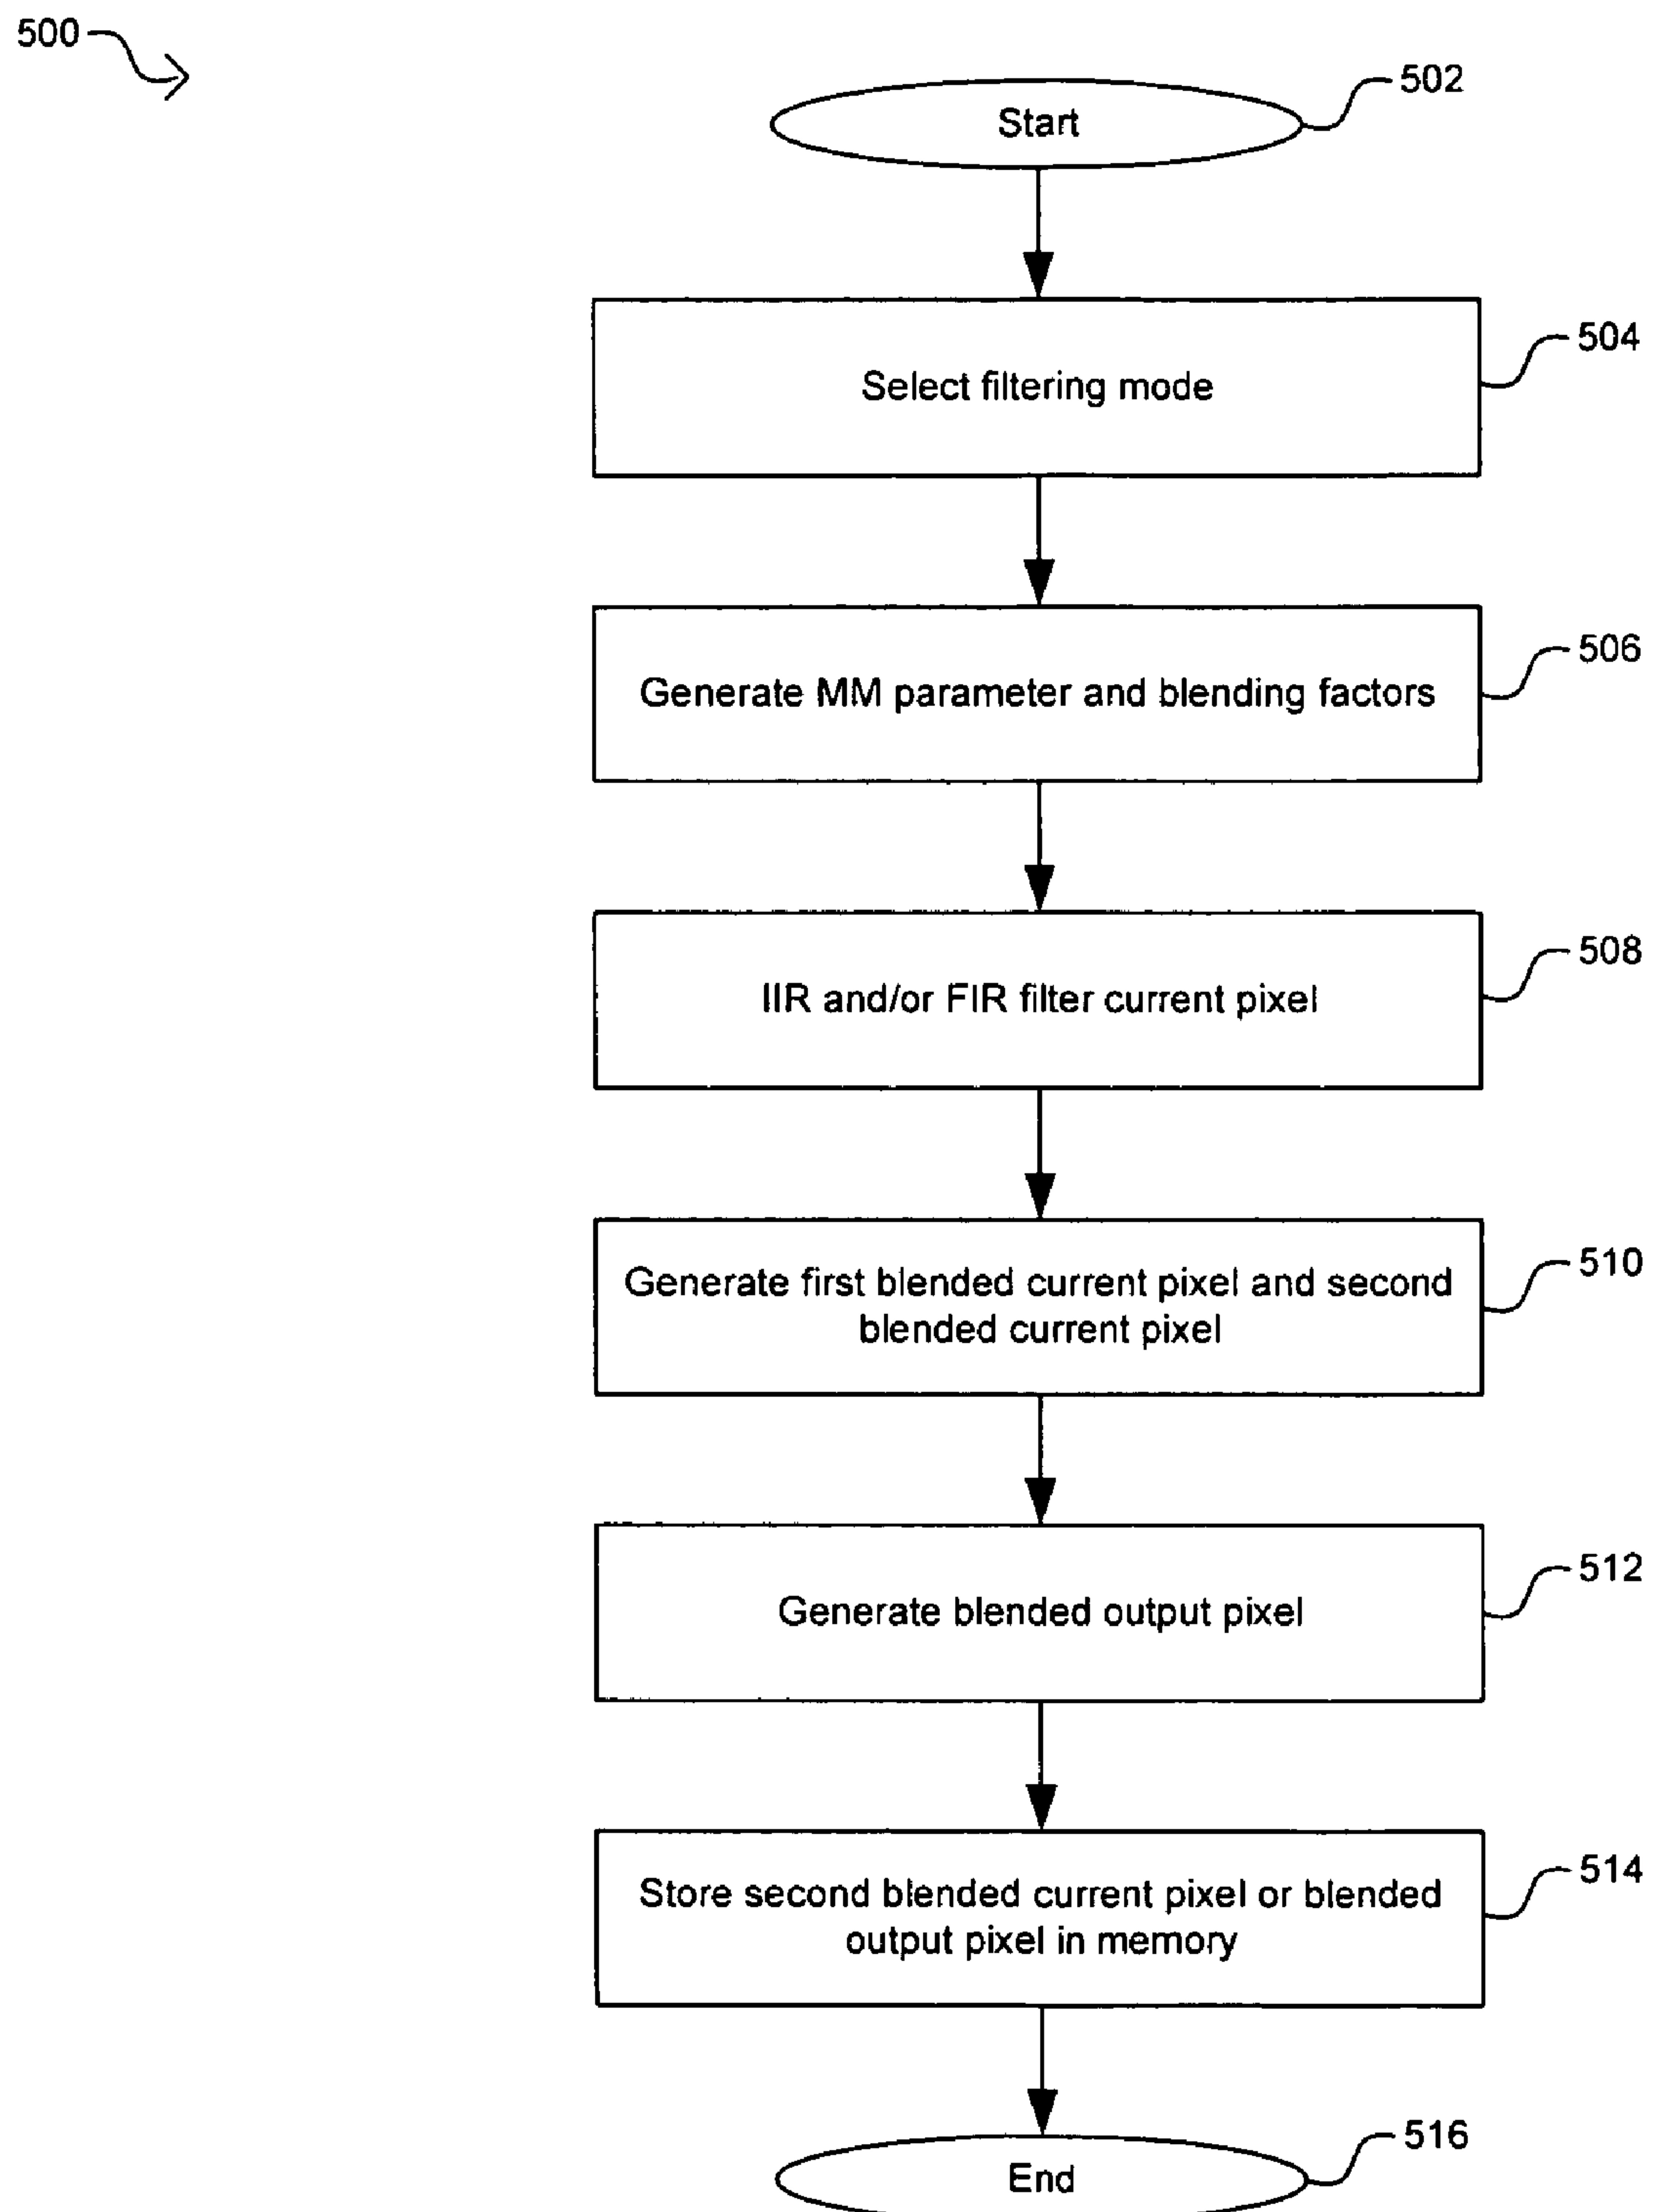 500
502
Start
504
Select filtering mode
506
Generate MM parameter and blending factors
508
IIR and/or FIR filter current pixel
510
Generate first blended current pixel and second
blended current pixel
512
Generate blended output pixel
514
Store second blended current pixel or blended
output pixel in memory
516
End